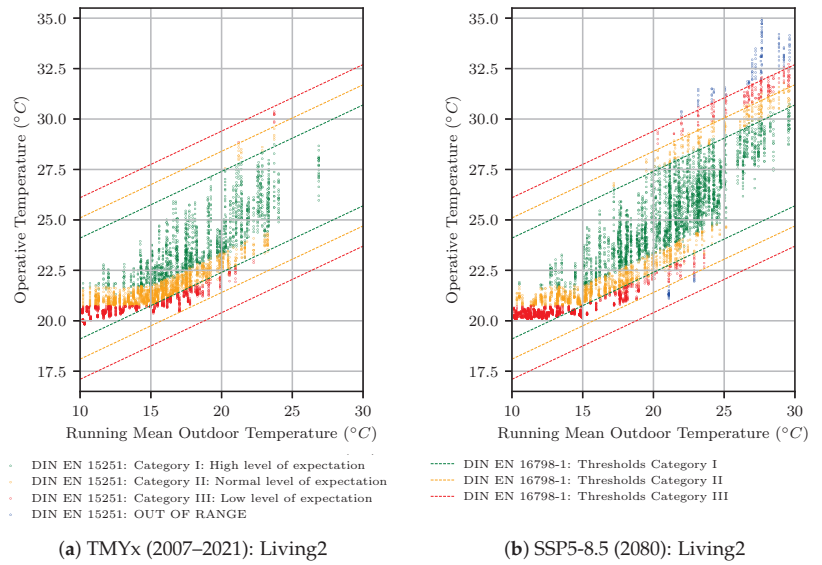 35.0
32.5
30.0
27.5
25.0
22.5
20.0
17.5
Operative Temperature (°C)
10 15 20 25 30
Running Mean Outdoor Temperature (°C)
35.0
32.5
30.0
27.5
25.0
22.5
20.0
17.5
Operative Temperature (°C)
10 15 20 25 30
Running Mean Outdoor Temperature (°C)
DIN EN 15251: Category I: High level of expectation
DIN EN 15251: Category II: Normal level of expectation
DIN EN 15251: Category III: Low level of expectation
DIN EN 15251: OUT OF RANGE
DIN EN 16798-1: Thresholds Category I
DIN EN 16798-1: Thresholds Category II
DIN EN 16798-1: Thresholds Category III
(a) TMYx (2007–2021): Living2
(b) SSP5-8.5 (2080): Living2